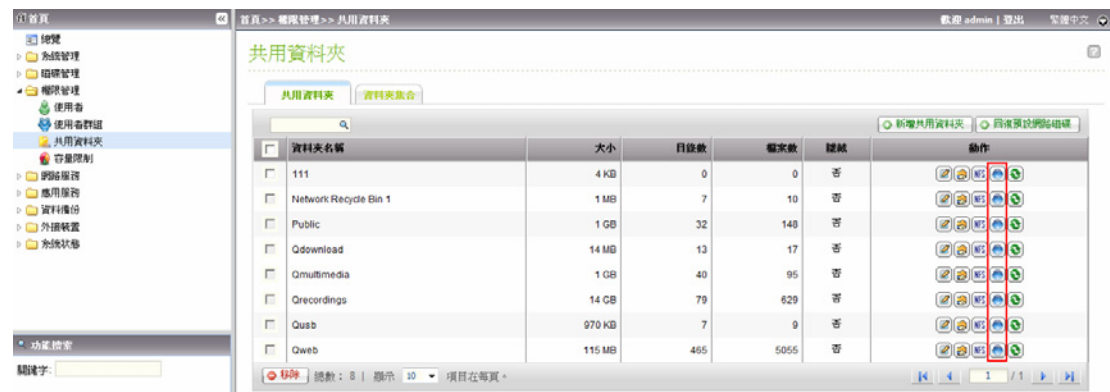 首頁
首頁>> 權限管理>> 共用資料夾
歡迎 admin | 登出
繁體中文
總覽
系統管理
磁碟管理
權限管理
使用者
使用者群組
共用資料夾
容量限制
網路服務
應用服務
資料備份
外接裝置
系統狀態
功能搜索
關鍵字:
共用資料夾
共用資料夾 資料夾集合
新增共用資料夾 回復預設網路磁碟
資料夾名稱 大小 目錄數 檔案數 隱藏 動作
111 4 KB 0 0 否 NFS
Network Recycle Bin 1 1 MB 7 10 否 NFS
Public 1 GB 32 148 否 NFS
Qdownload 14 MB 13 17 否 NFS
Qmultimedia 1 GB 40 95 否 NFS
Qrecordings 14 GB 79 629 否 NFS
Qusb 970 KB 7 9 否 NFS
Qweb 115 MB 465 5055 否 NFS
移除 總數: 8 | 顯示 10 項目在每頁。
1 / 1